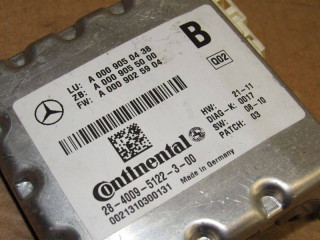 LU: A 000 905 04 38
ZB: A 000 905 50 00
FW: A 000 902 59 04
B
002
HW: 21-11
DIAG-K: 0017
SW: 08-10
PATCH: 03
Continental
28-4009-5122-3-00
0021310300131
Made in Germany